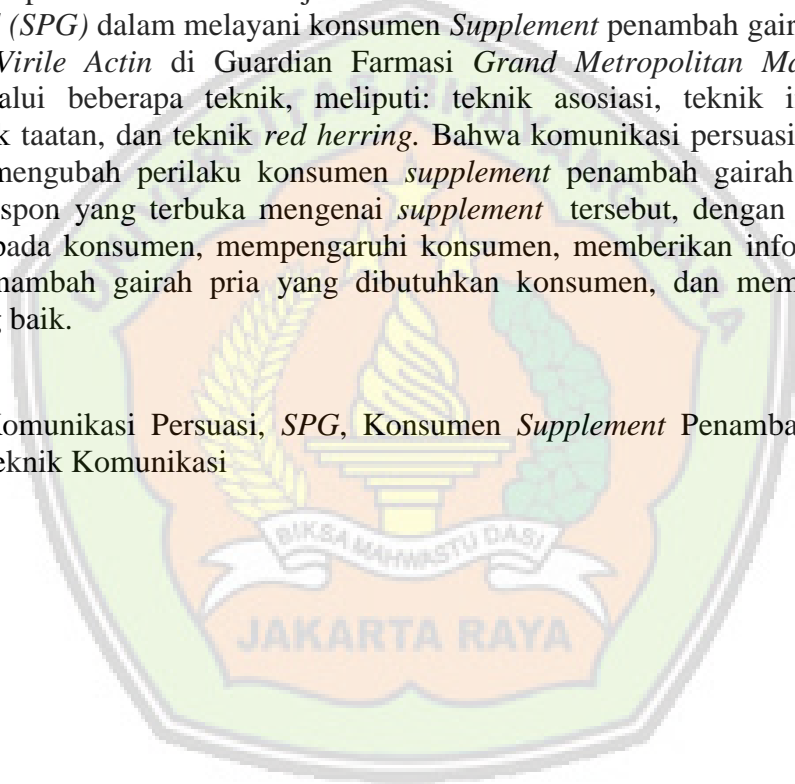 (SPG) dalam melayani konsumen Supplement penambah gair
Virile Actin di Guardian Farmasi Grand Metropolitan Ma
alui beberapa teknik, meliputi: teknik asosiasi, teknik i
k taatan, dan teknik red herring. Bahwa komunikasi persuasi
mengubah perilaku konsumen supplement penambah gairah
spon yang terbuka mengenai supplement tersebut, dengan
pada konsumen, mempengaruhi konsumen, memberikan info
nambah gairah pria yang dibutuhkan konsumen, dan mem
baik.
Komunikasi Persuasi, SPG, Konsumen Supplement Penamba
eknik Komunikasi
UNIVERSITAS BHAYANGKARA
BIKSA MAHWASTU DASI
JAKARTA RAYA